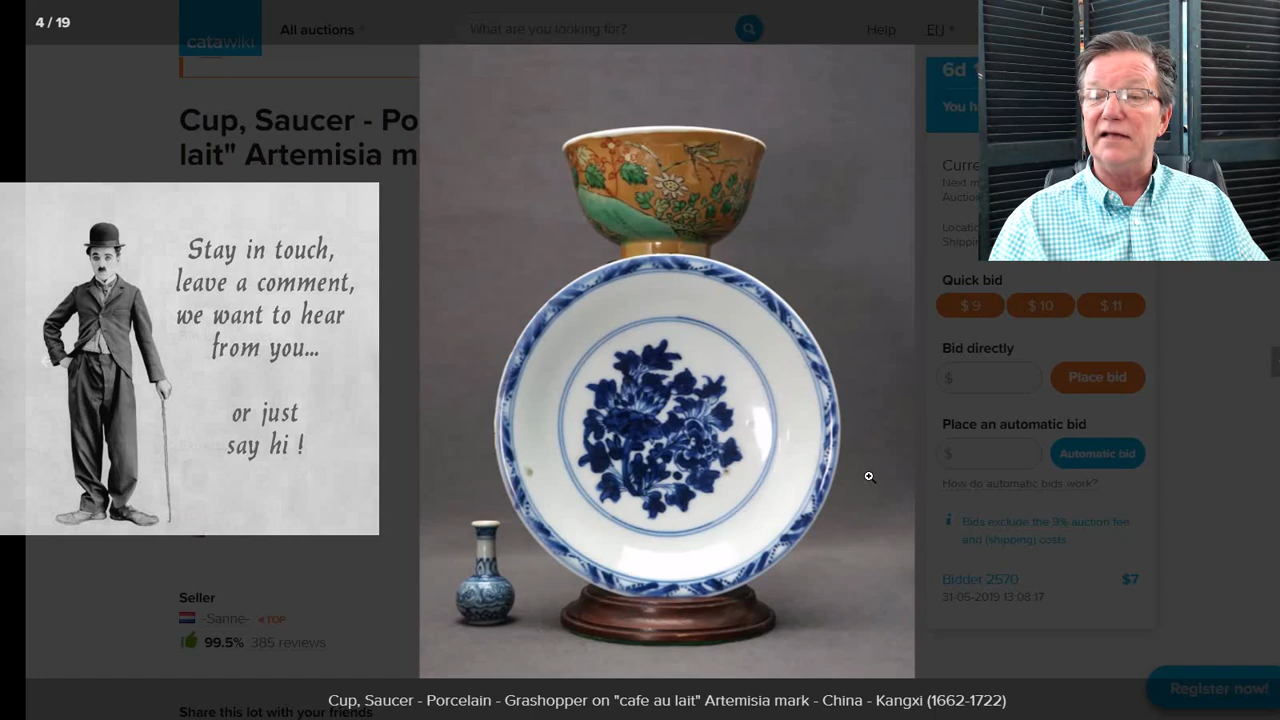 4 / 19
catawiki
All auctions
What are you looking for?
Help
Cup, Saucer - Po
lait" Artemisia m
6d
You h
Curre
Next m
Auction
Locatio
Shippin
Stay in touch,
leave a comment,
we want to hear
from you...
or just
say hi !
Quick bid
$ 9
$ 10
$ 11
Bid directly
$
Place bid
Place an automatic bid
$
Automatic bid
How do automatic bids work?
Bids exclude the 9% auction fee
and (shipping) costs.
Bidder 2570
$7
31-05-2019 13:08:17
Seller
-Sanne-
TOP
99.5% 385 reviews
Register now!
Cup, Saucer - Porcelain - Grashopper on "cafe au lait" Artemisia mark - China - Kangxi (1662-1722)
Share this lot with your friends